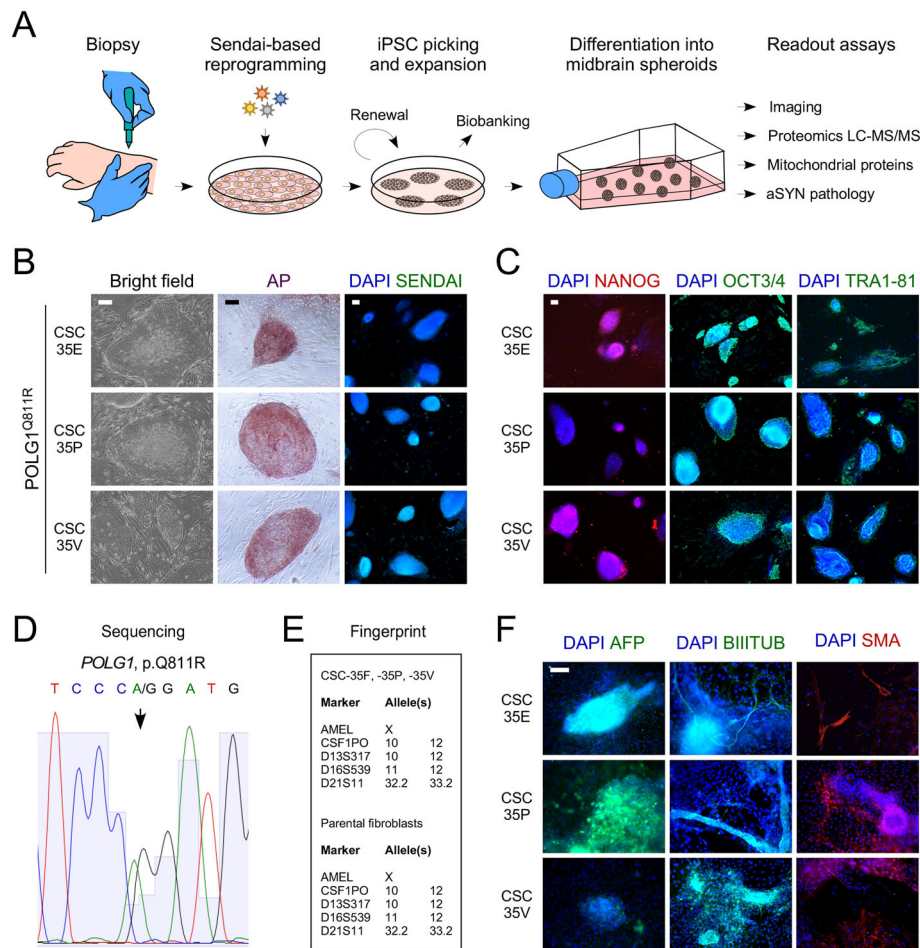 A
Biopsy
Sendai-based
reprogramming
iPSC picking
and expansion
Differentiation into
midbrain spheroids
Readout assays
Renewal
Biobanking
Imaging
Proteomics LC-MS/MS
Mitochondrial proteins
aSYN pathology
B
Bright field
AP
DAPI SENDAI
POLG1Q811R
CSC
35E
CSC
35P
CSC
35V
C
DAPI NANOG
DAPI OCT3/4
DAPI TRA1-81
CSC
35E
CSC
35P
CSC
35V
D
Sequencing
POLG1, p.Q811R
T C C C A/G G A T G
E
Fingerprint
CSC-35F, -35P, -35V
Marker Allele(s)
AMEL X
CSF1PO 10 12
D13S317 10 12
D16S539 11 12
D21S11 32.2 33.2
Parental fibroblasts
Marker Allele(s)
AMEL X
CSF1PO 10 12
D13S317 10 12
D16S539 11 12
D21S11 32.2 33.2
F
DAPI AFP
DAPI BIIITUB
DAPI SMA
CSC
35E
CSC
35P
CSC
35V